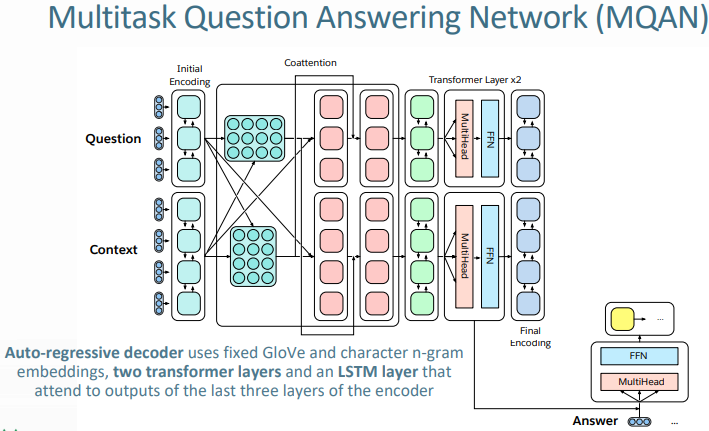 Multitask Question Answering Network (MQAN)
Initial
Encoding
Coattention
Transformer Layer x2
Question
MultiHead
FFN
Context
MultiHead
FFN
Final
Encoding
Auto-regressive decoder uses fixed GloVe and character n-gram
embeddings, two transformer layers and an LSTM layer that
attend to outputs of the last three layers of the encoder
...
FFN
MultiHead
Answer
...